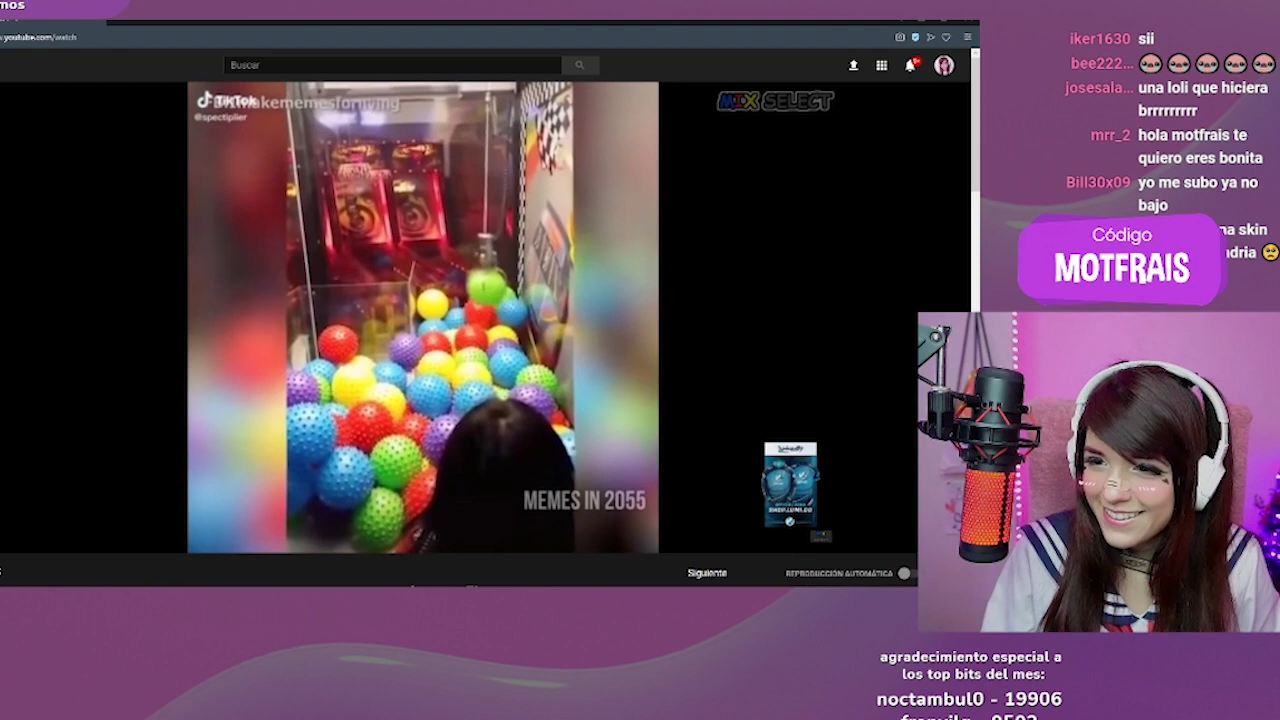 mos
.youtube.com/watch
Buscar
TikTok
@spectiplier
MIX SELECT
MEMES IN 2055
Siguiente
REPRODUCCIÓN AUTOMÁTICA
iker1630 sii
bee222...
josesala... una loli que hiciera
brrrrrrrrr
mrr_2 hola motfrais te
quiero eres bonita
Bill30x09 yo me subo ya no
bajo
na skin
Código
MOTFRAIS
agradecimiento especial a
los top bits del mes:
noctambul0 - 19906